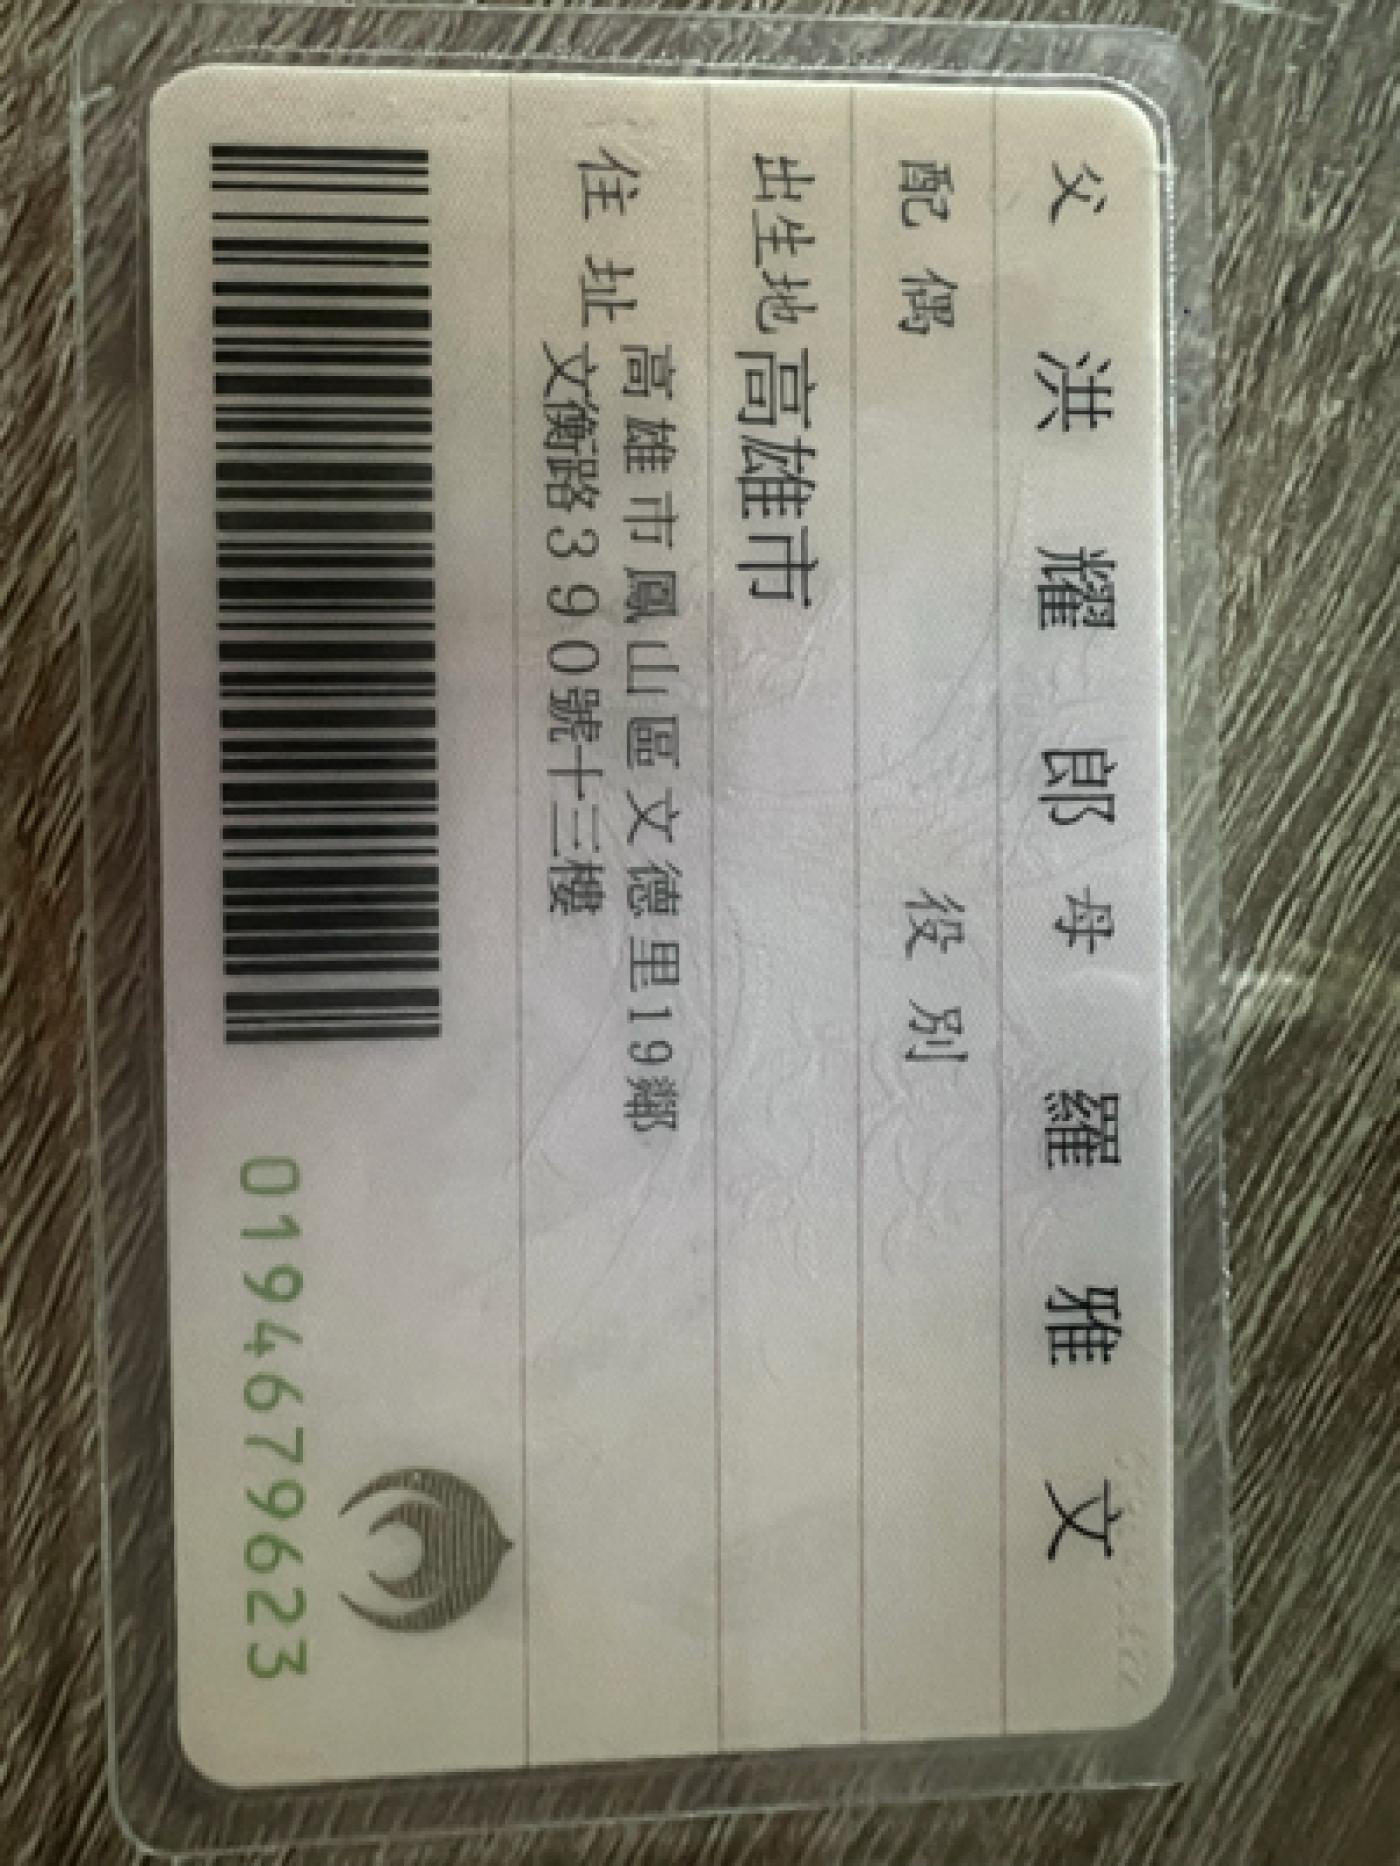 父 洪耀郎 母 羅雅文
配偶 役別
出生地 高雄市
住址 高雄市鳳山區文德里19鄰
文衡路390號十三樓
0194679623